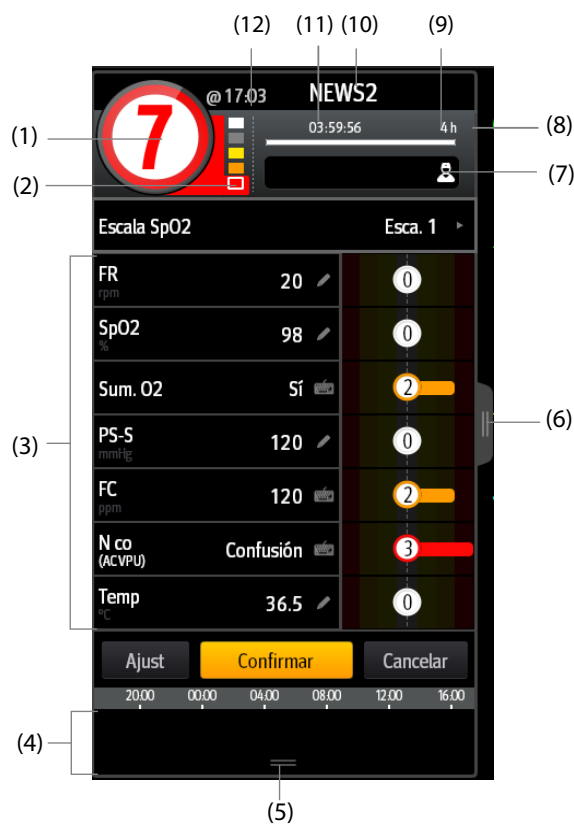 (12) (11) (10) (9)
@ 17:03 NEWS2
7
03:59:56 4 h
(1)
(8)
(2)
(7)
Escala SpO2 Esca. 1
FR 20 0
rpm
SpO2 98 0
%
Sum. O2 Sí 2
(3)
(6)
PS-S 120 0
mmHg
FC 120 2
ppm
N co Confusión 3
(ACVPU)
Temp 36.5 0
°C
Ajust Confirmar Cancelar
20:00 00:00 04:00 08:00 12:00 16:00
(4)
(5)